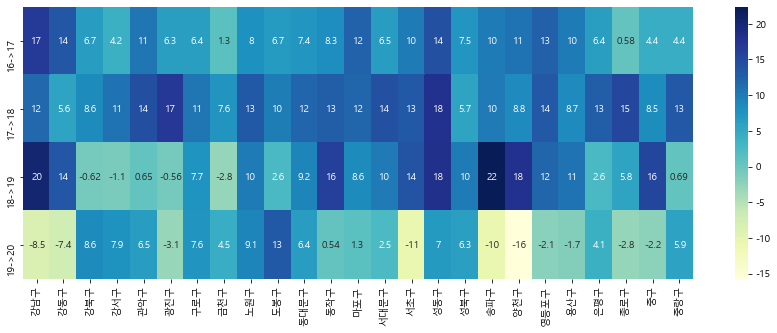 16->17 17 14 6.7 4.2 11 6.3 6.4 1.3 8 6.7 7.4 8.3 12 6.5 10 14 7.5 10 11 13 10 6.4 0.58 4.4 4.4
17->18 12 5.6 8.6 11 14 17 11 7.6 13 10 12 13 12 14 13 18 5.7 10 8.8 14 8.7 13 15 8.5 13
18->19 20 14 -0.62 -1.1 0.65 -0.56 7.7 -2.8 10 2.6 9.2 16 8.6 10 14 18 10 22 18 12 11 2.6 5.8 16 0.69
19->20 -8.5 -7.4 8.6 7.9 6.5 -3.1 7.6 4.5 9.1 13 6.4 0.54 1.3 2.5 -11 7 6.3 -10 -16 -2.1 -1.7 4.1 -2.8 -2.2 5.9
강남구 강동구 강북구 강서구 관악구 광진구 구로구 금천구 노원구 도봉구 동대문구 동작구 마포구 서대문구 서초구 성동구 성북구 송파구 양천구 영등포구 용산구 은평구 종로구 중구 중랑구
20
15
10
5
0
-5
-10
-15